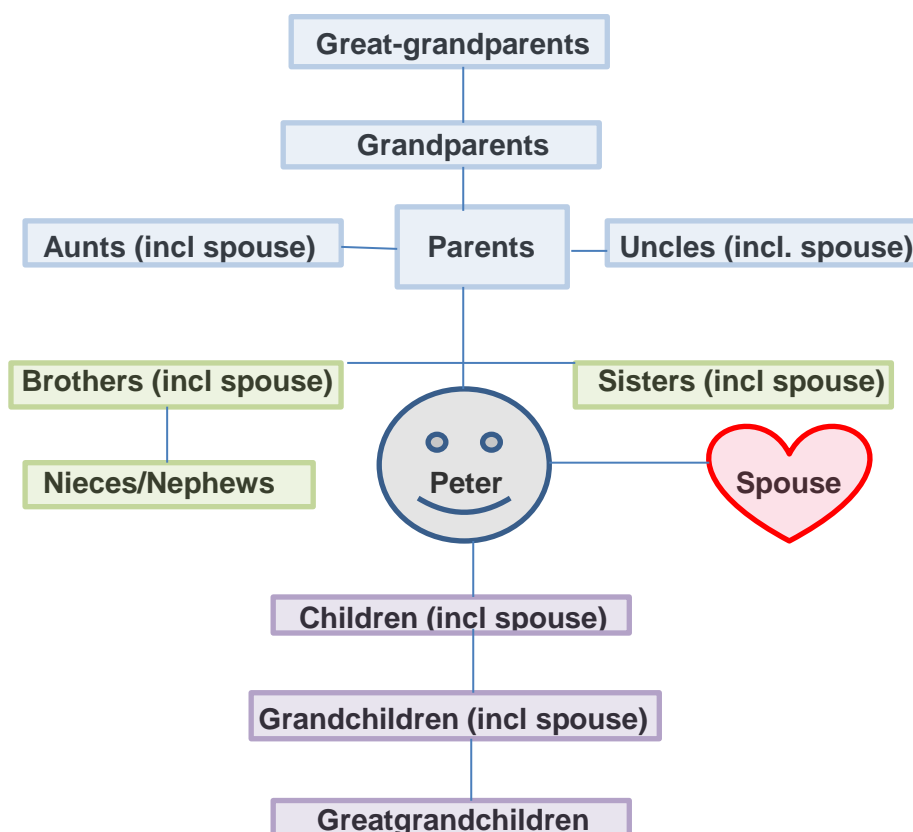 Great-grandparents
Grandparents
Aunts (incl spouse)
Parents
Uncles (incl. spouse)
Brothers (incl spouse)
Sisters (incl spouse)
Nieces/Nephews
Peter
Spouse
Children (incl spouse)
Grandchildren (incl spouse)
Greatgrandchildren